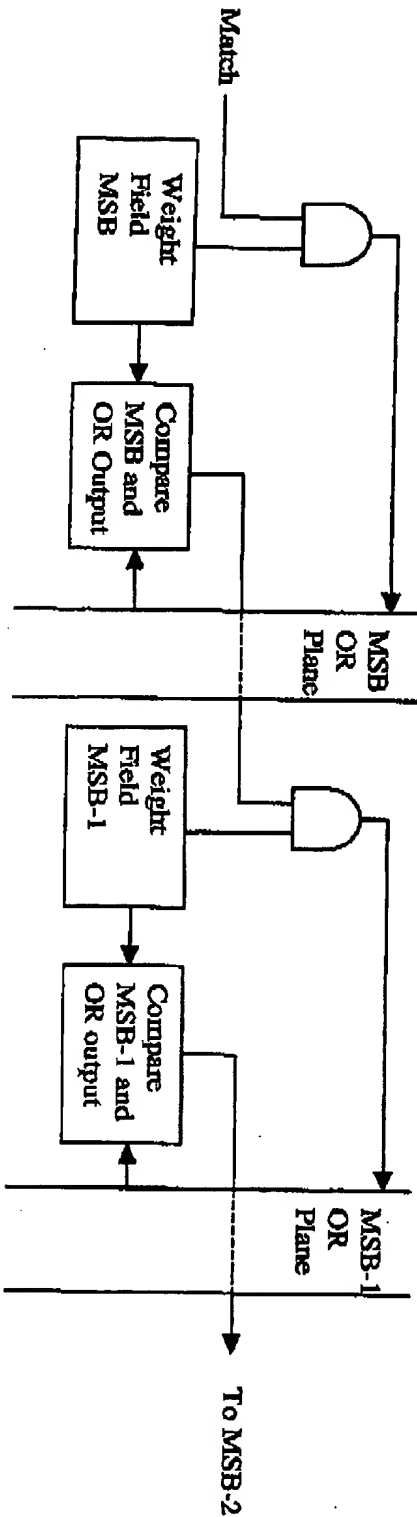 Match
Weight
Field
MSB
Compare
MSB and
OR Output
MSB
OR
Plane
Weight
Field
MSB-1
Compare
MSB-1 and
OR output
MSB-1
OR
Plane
To MSB-2